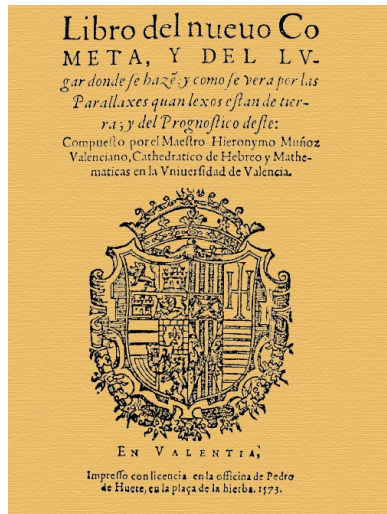 Libro del nueuo Co
META, Y DEL LV-
gar donde ſe hazẽ; y como ſe vera por las
Parallaxes quan lexos eſtan de tier-
ra; y del Prognoſtico deſte:
Compueſto por el Maeſtro Hieronymo Muñoz
Valenciano, Cathedratico de Hebreo y Mathe-
maticas en la Vniuerſidad de Valencia.
EN VALENTIA,
Impreſſo con licencia en la officina de Pedro
de Huete, en la plaça de la hierba. 1573.